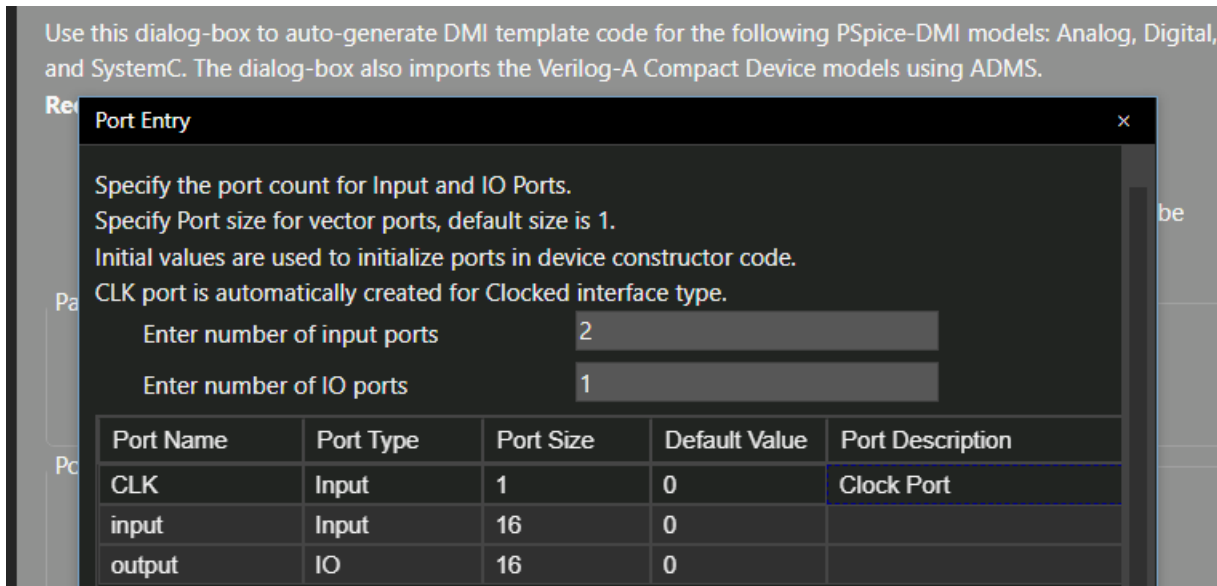 Use this dialog-box to auto-generate DMI template code for the following PSpice-DMI models: Analog, Digital,
and SystemC. The dialog-box also imports the Verilog-A Compact Device models using ADMS.
Port Entry ×
Specify the port count for Input and IO Ports.
Specify Port size for vector ports, default size is 1.
be
Initial values are used to initialize ports in device constructor code.
CLK port is automatically created for Clocked interface type.
Enter number of input ports 2
Enter number of IO ports 1
Port Name Port Type Port Size Default Value Port Description
CLK Input 1 0 Clock Port
input Input 16 0
output IO 16 0